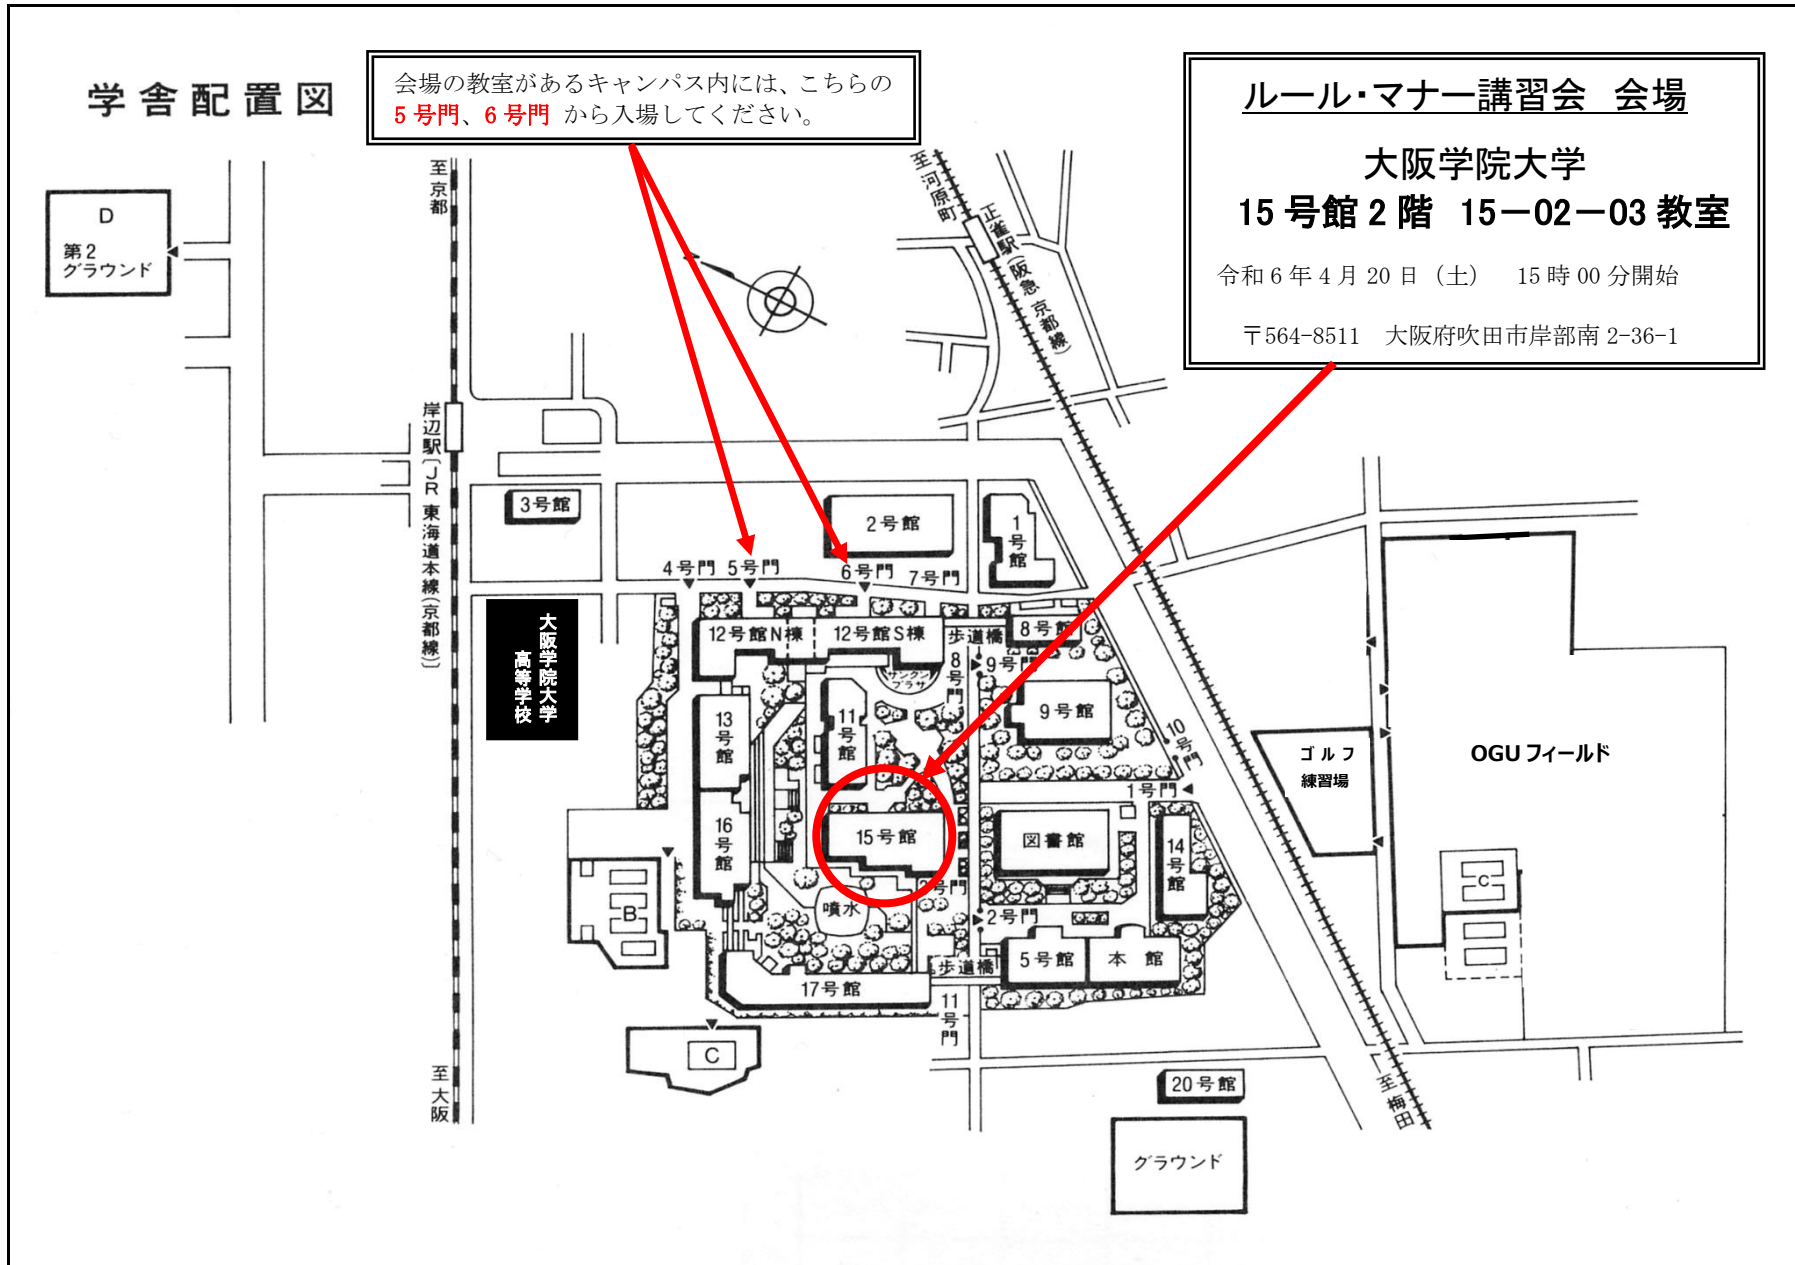 学舎配置図
会場の教室があるキャンパス内には、こちらの
5号門、6号門 から入場してください。
ルール・マナー講習会　会場
大阪学院大学
15号館2階 15－02－03教室
令和6年4月20日（土）　15時00分開始
〒564-8511　大阪府吹田市岸部南2-36-1
D
第2
グラウンド
至京都
至河原町
正雀駅(阪急 京都線)
岸辺駅〔JR 東海道本線(京都線)〕
3号館
2号館
1号館
4号門
5号門
6号門
7号門
大阪学院大学
高等学校
12号館N棟
12号館S棟
歩道橋
8号館
8号門
9号門
サンクン
プラザ
13号館
11号館
9号館
10号門
ゴルフ
練習場
OGUフィールド
1号門
16号館
15号館
図書館
14号館
C
B
噴水
号門
2号門
5号館
本館
歩道橋
17号館
11号門
C
至大阪
20号館
至梅田
グラウンド